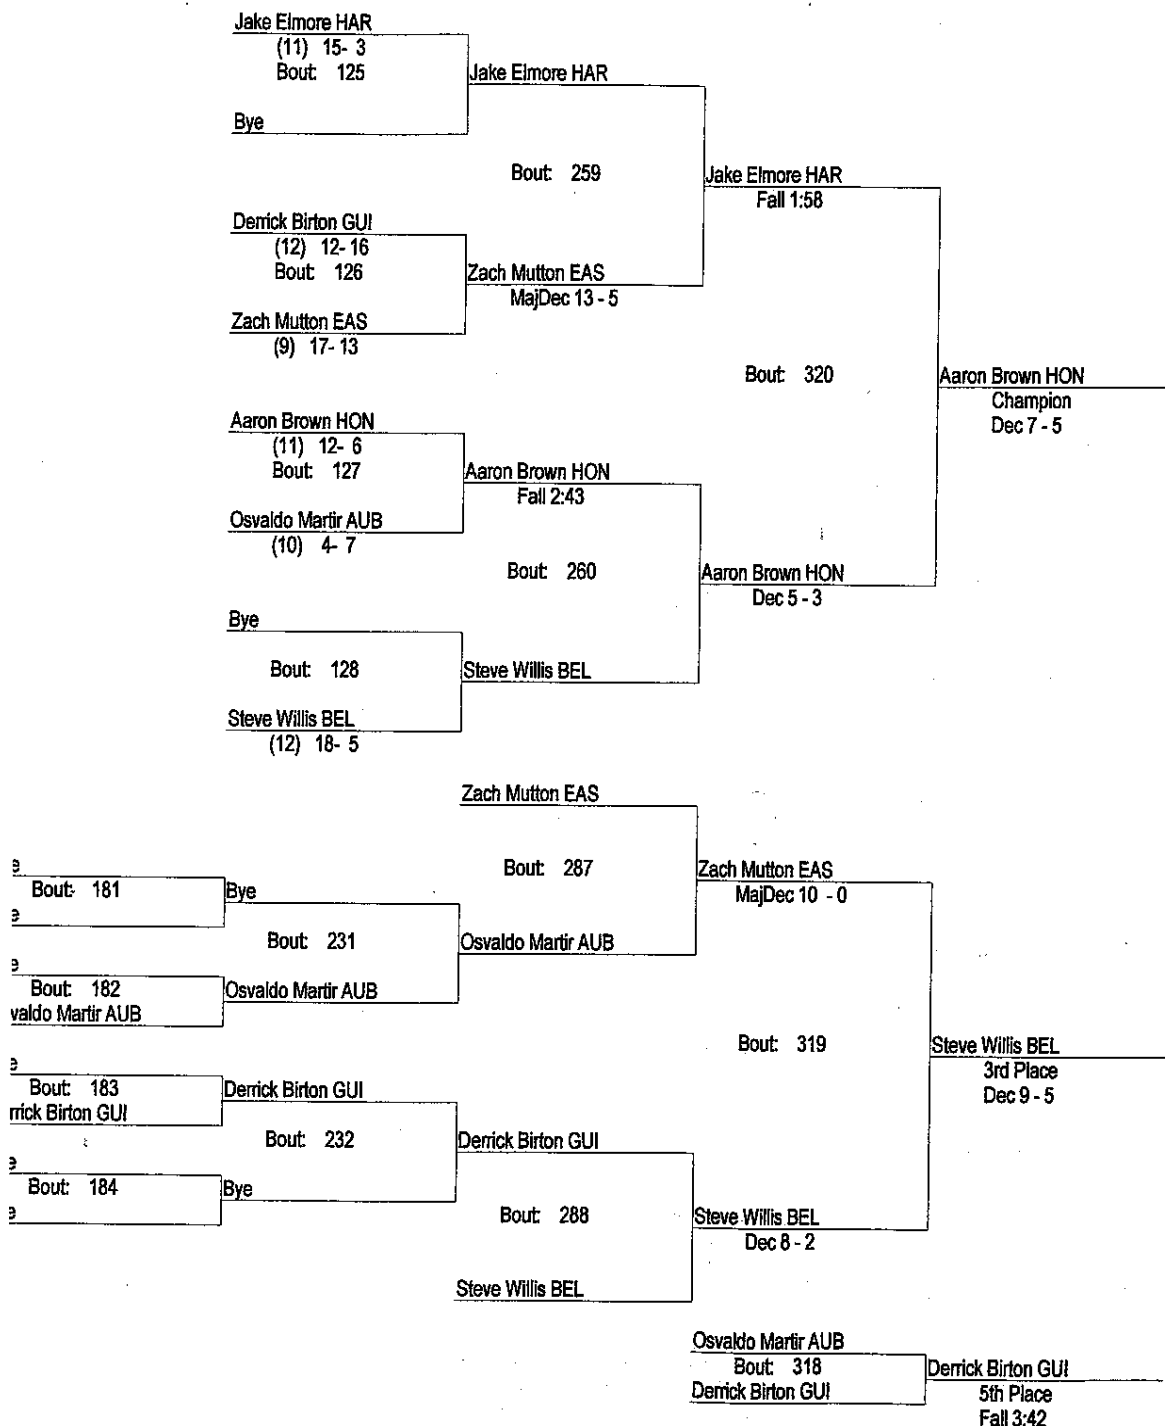 Jake Elmore HAR
(11) 15- 3
Bout: 125
Jake Elmore HAR
Bye
Bout: 259
Jake Elmore HAR
Fall 1:58
Derrick Birton GUI
(12) 12- 16
Bout: 126
Zach Mutton EAS
MajDec 13 - 5
Zach Mutton EAS
(9) 17- 13
Bout: 320
Aaron Brown HON
Champion
Dec 7 - 5
Aaron Brown HON
(11) 12- 6
Bout: 127
Aaron Brown HON
Fall 2:43
Osvaldo Martir AUB
(10) 4- 7
Bout: 260
Aaron Brown HON
Dec 5 - 3
Bye
Bout: 128
Steve Willis BEL
Steve Willis BEL
(12) 18- 5
Zach Mutton EAS
Bout: 287
Zach Mutton EAS
MajDec 10 - 0
e
Bout: 181
Bye
e
Bout: 231
Osvaldo Martir AUB
e
Bout: 182
Osvaldo Martir AUB
valdo Martir AUB
Bout: 319
Steve Willis BEL
3rd Place
Dec 9 - 5
e
Bout: 183
Derrick Birton GUI
rrick Birton GUI
Bout: 232
Derrick Birton GUI
e
Bout: 184
Bye
e
Bout: 288
Steve Willis BEL
Dec 8 - 2
Steve Willis BEL
Osvaldo Martir AUB
Bout: 318
Derrick Birton GUI
Derrick Birton GUI
5th Place
Fall 3:42